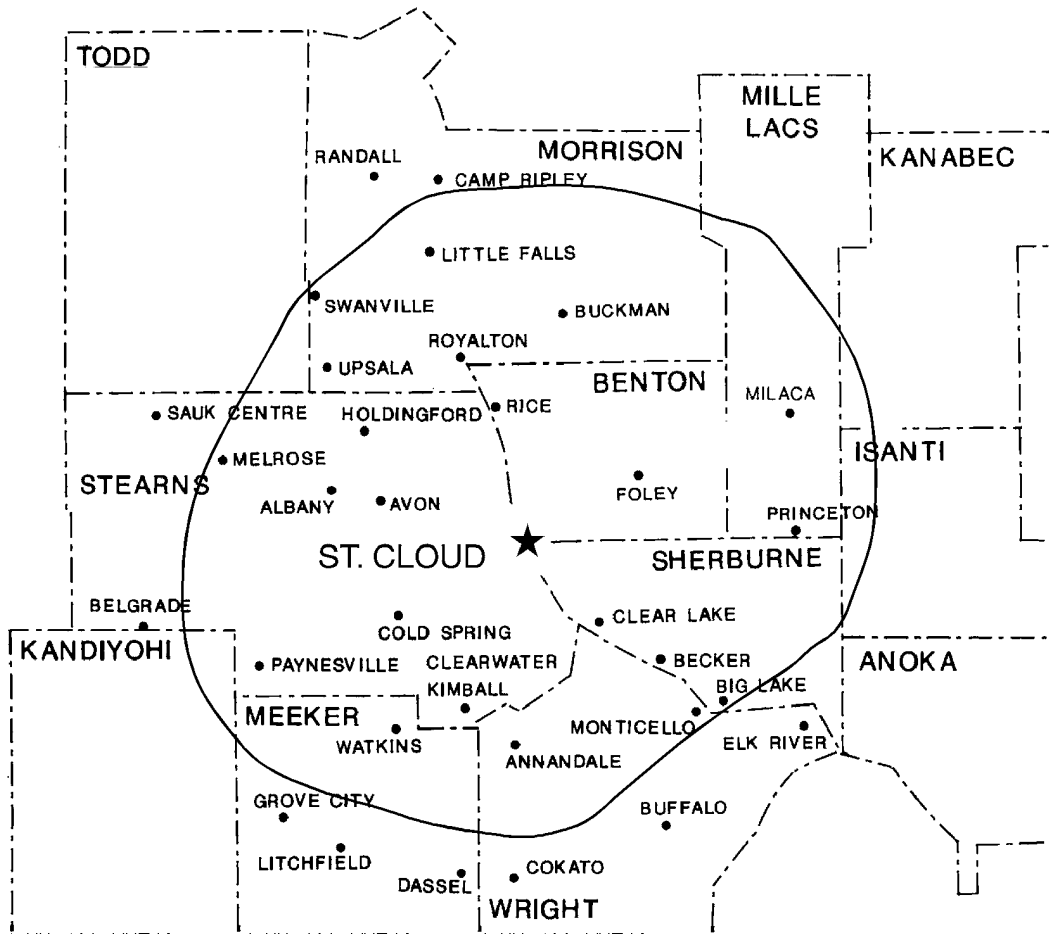 TODD
MILLE
LACS
MORRISON
KANABEC
RANDALL
CAMP RIPLEY
LITTLE FALLS
SWANVILLE
BUCKMAN
ROYALTON
UPSALA
BENTON
MILACA
SAUK CENTRE
HOLDINGFORD
RICE
ISANTI
MELROSE
STEARNS
ALBANY
AVON
FOLEY
PRINCETON
ST. CLOUD
SHERBURNE
BELGRADE
COLD SPRING
CLEAR LAKE
KANDIYOHI
PAYNESVILLE
CLEARWATER
BECKER
ANOKA
KIMBALL
BIG LAKE
MEEKER
WATKINS
MONTICELLO
ELK RIVER
ANNANDALE
GROVE CITY
BUFFALO
LITCHFIELD
DASSEL
COKATO
WRIGHT